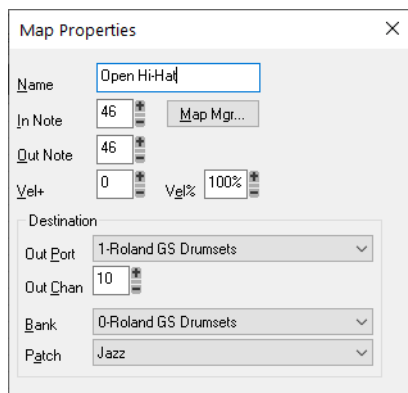 Map Properties
Name Open Hi-Hat
In Note 46 Map Mgr...
Out Note 46
Vel+ 0 Vel% 100%
Destination
Out Port 1-Roland GS Drumsets
Out Chan 10
Bank 0-Roland GS Drumsets
Patch Jazz